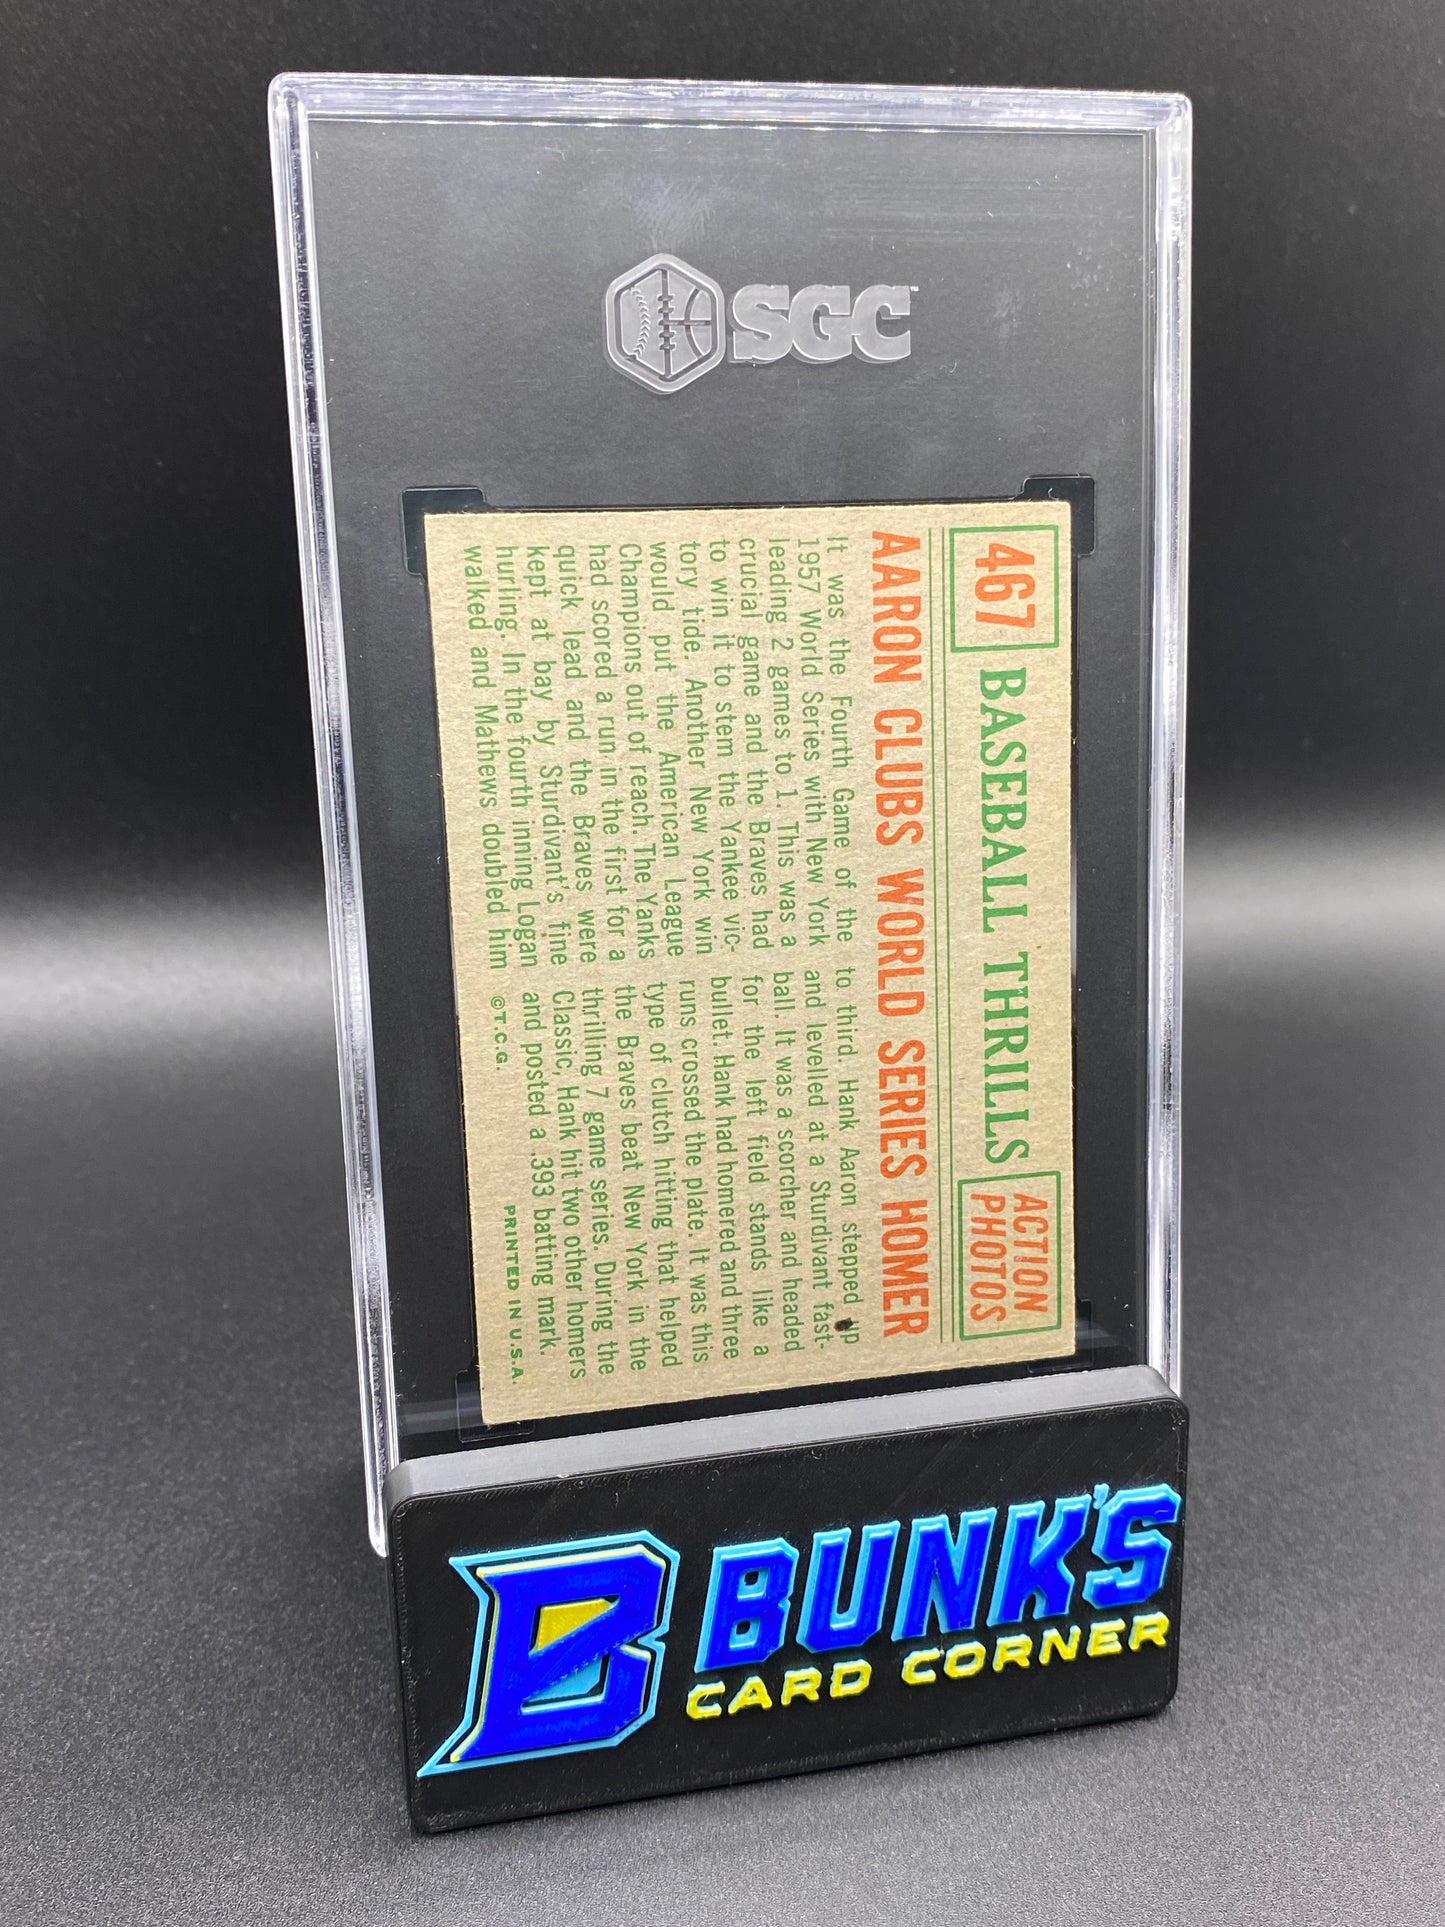 SGC
467 BASEBALL THRILLS ACTION PHOTOS
AARON CLUBS WORLD SERIES HOMER
It was the Fourth Game of the
1957 World Series with New York
leading 2 games to 1. This was a
crucial game and the Braves had
to win it to stem the Yankee vic-
tory tide. Another New York win
would put the American League
Champions out of reach. The Yanks
had scored a run in the first for a
quick lead and the Braves were
kept at bay by Sturdivant's fine
hurling. In the fourth inning Logan
walked and Mathews doubled him
to third. Hank Aaron stepped up
and levelled at a Sturdivant fast-
ball. It was a scorcher and headed
for the left field stands like a
bullet. Hank had homered and three
runs crossed the plate. It was this
type of clutch hitting that helped
the Braves beat New York in the
thrilling 7 game series. During the
Classic, Hank hit two other homers
and posted a .393 batting mark.
©T.C.G. PRINTED IN U.S.A.
B BUNK'S
CARD CORNER